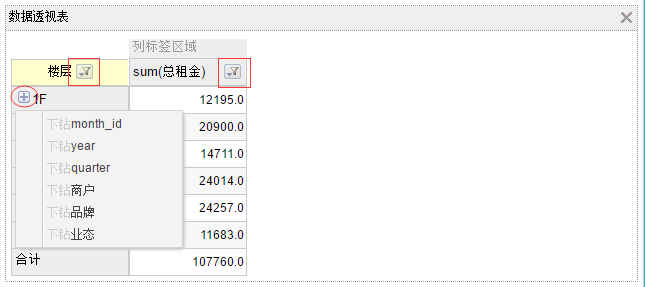 数据透视表
列标签区域
楼层 sum(总租金)
1F 12195.0
下钻month_id 20900.0
下钻year
下钻quarter 14711.0
下钻商户 24014.0
下钻品牌 24257.0
下钻业态 11683.0
合计 107760.0